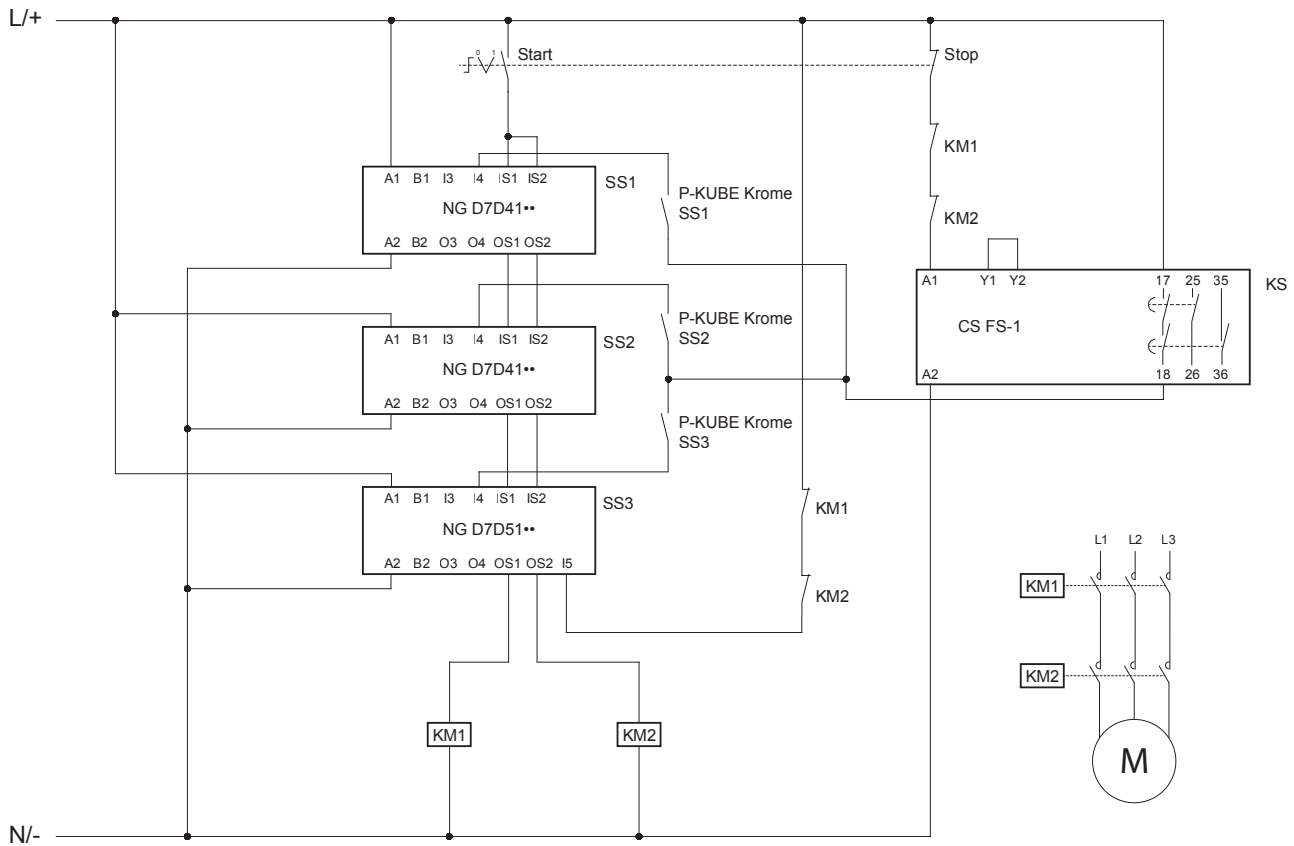 L/+
0 1
Start
Stop
KM1
A1 B1 I3 I4 IS1 IS2
SS1
P-KUBE Krome
SS1
NG D7D41••
KM2
A2 B2 O3 O4 OS1 OS2
A1 Y1 Y2 17 25 35
KS
A1 B1 I3 I4 IS1 IS2
SS2
P-KUBE Krome
SS2
CS FS-1
NG D7D41••
A2 18 26 36
A2 B2 O3 O4 OS1 OS2
P-KUBE Krome
SS3
A1 B1 I3 I4 IS1 IS2
SS3
KM1
NG D7D51••
L1 L2 L3
A2 B2 O3 O4 OS1 OS2 I5
KM1
KM2
KM2
KM1
KM2
M
N/-